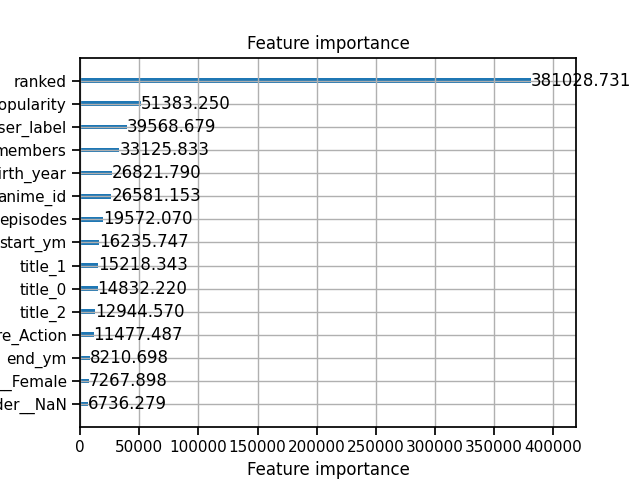 Feature importance
ranked 381028.731
opularity 51383.250
ser_label 39568.679
members 33125.833
irth_year 26821.790
anime_id 26581.153
episodes 19572.070
start_ym 16235.747
title_1 15218.343
title_0 14832.220
title_2 12944.570
re_Action 11477.487
end_ym 8210.698
_Female 7267.898
der__NaN 6736.279
0 50000 100000 150000 200000 250000 300000 350000 400000
Feature importance